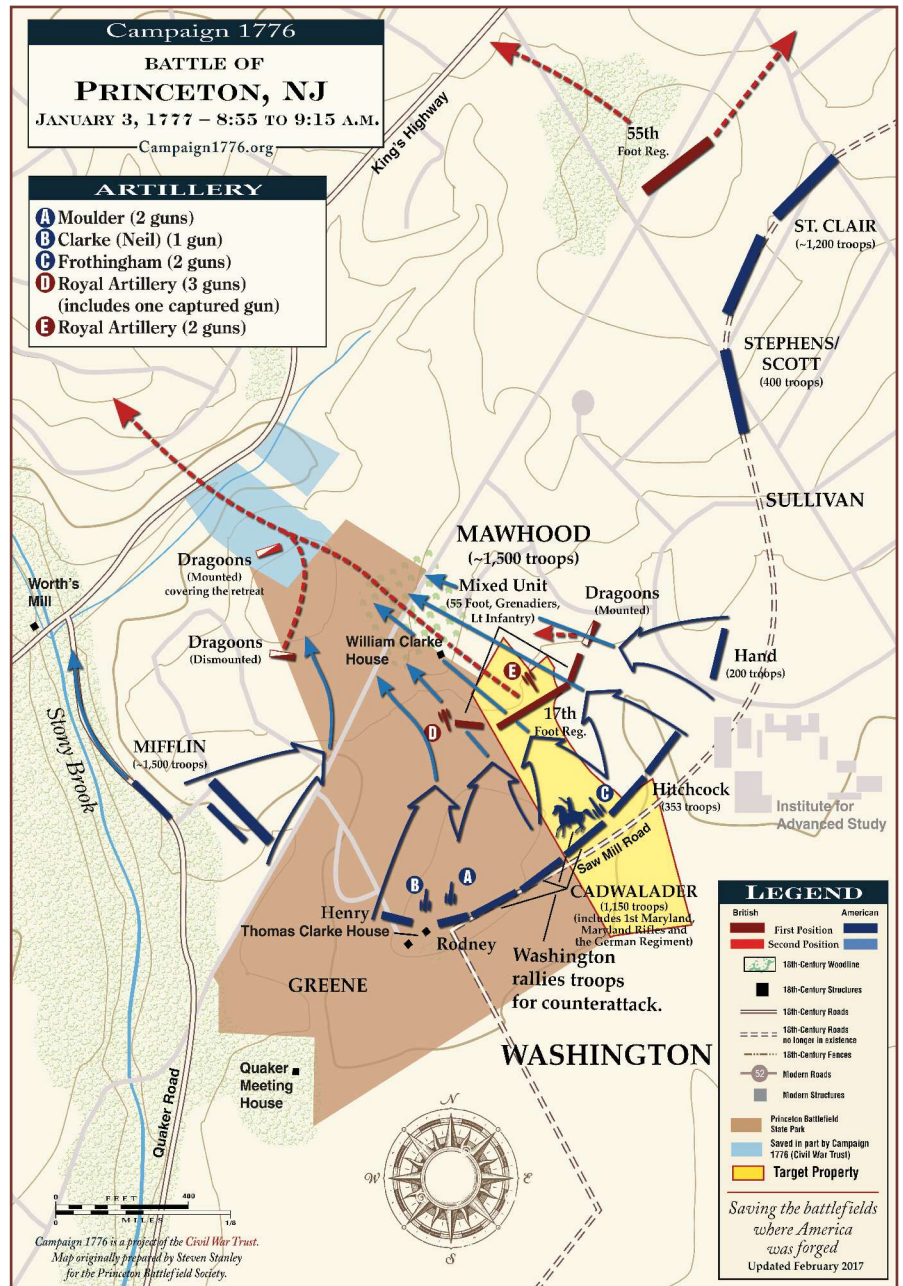 Campaign 1776
BATTLE OF
PRINCETON, NJ
JANUARY 3, 1777 – 8:55 TO 9:15 A.M.
Campaign1776.org
ARTILLERY
A Moulder (2 guns)
B Clarke (Neil) (1 gun)
C Frothingham (2 guns)
D Royal Artillery (3 guns)
(includes one captured gun)
E Royal Artillery (2 guns)
King's Highway
55th
Foot Reg.
ST. CLAIR
(~1,200 troops)
STEPHENS/
SCOTT
(400 troops)
SULLIVAN
MAWHOOD
(~1,500 troops)
Mixed Unit
(55 Foot, Grenadiers,
Lt Infantry)
Dragoons
(Mounted)
Dragoons
(Mounted)
covering the retreat
Worth's
Mill
Dragoons
(Dismounted)
William Clarke
House
Hand
(200 troops)
E
D
17th
Foot Reg.
Stony Brook
MIFFLIN
(~1,500 troops)
C
Hitchcock
(353 troops)
Institute for
Advanced Study
Saw Mill Road
B
A
Henry
Thomas Clarke House
Rodney
CADWALADER
(1,150 troops)
(includes 1st Maryland,
Maryland Rifles and
the German Regiment)
Washington
rallies troops
for counterattack.
GREENE
WASHINGTON
Quaker
Meeting
House
Quaker Road
N
W
E
S
0 FEET 400
0 MILES 1/8
Campaign 1776 is a project of the Civil War Trust.
Map originally prepared by Steven Stanley
for the Princeton Battlefield Society.
LEGEND
British American
First Position
Second Position
18th-Century Woodline
18th-Century Structures
18th-Century Roads
18th-Century Roads
no longer in existence
18th-Century Fences
52 Modern Roads
Modern Structures
Princeton Battlefield
State Park
Saved in part by Campaign
1776 (Civil War Trust)
Target Property
Saving the battlefields
where America
was forged
Updated February 2017